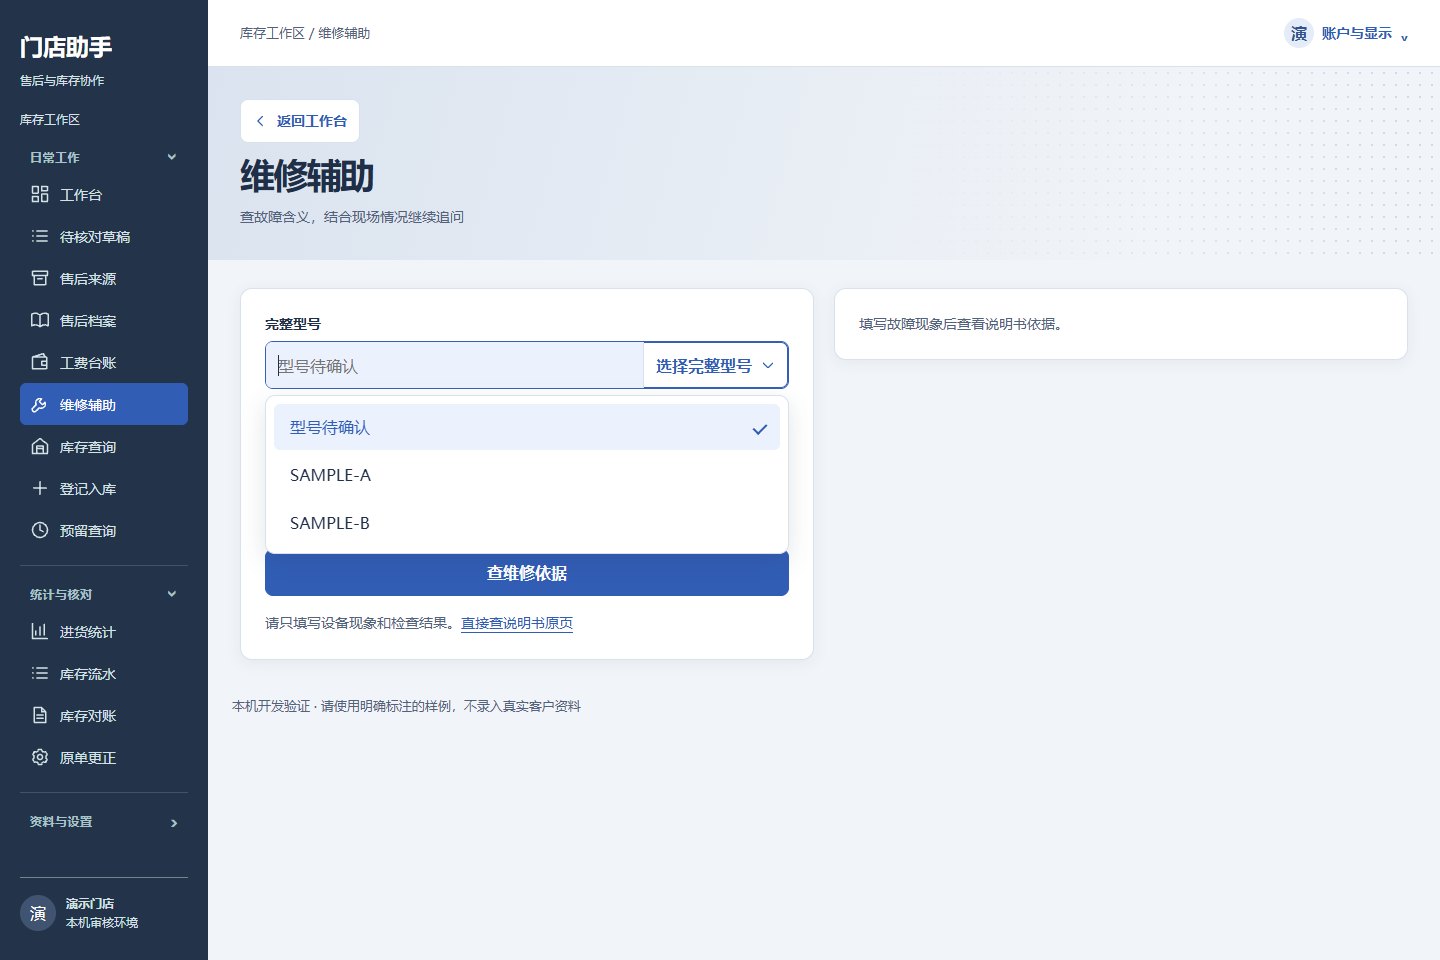 门店助手
售后与库存协作
库存工作区
日常工作
工作台
待核对草稿
售后来源
售后档案
工费台账
维修辅助
库存查询
登记入库
预留查询
统计与核对
进货统计
库存流水
库存对账
原单更正
资料与设置
演
演示门店
本机审核环境
库存工作区 / 维修辅助
演 账户与显示
返回工作台
维修辅助
查故障含义，结合现场情况继续追问
完整型号
型号待确认 选择完整型号
型号待确认
SAMPLE-A
SAMPLE-B
查维修依据
请只填写设备现象和检查结果。直接查说明书原页
填写故障现象后查看说明书依据。
本机开发验证 · 请使用明确标注的样例，不录入真实客户资料